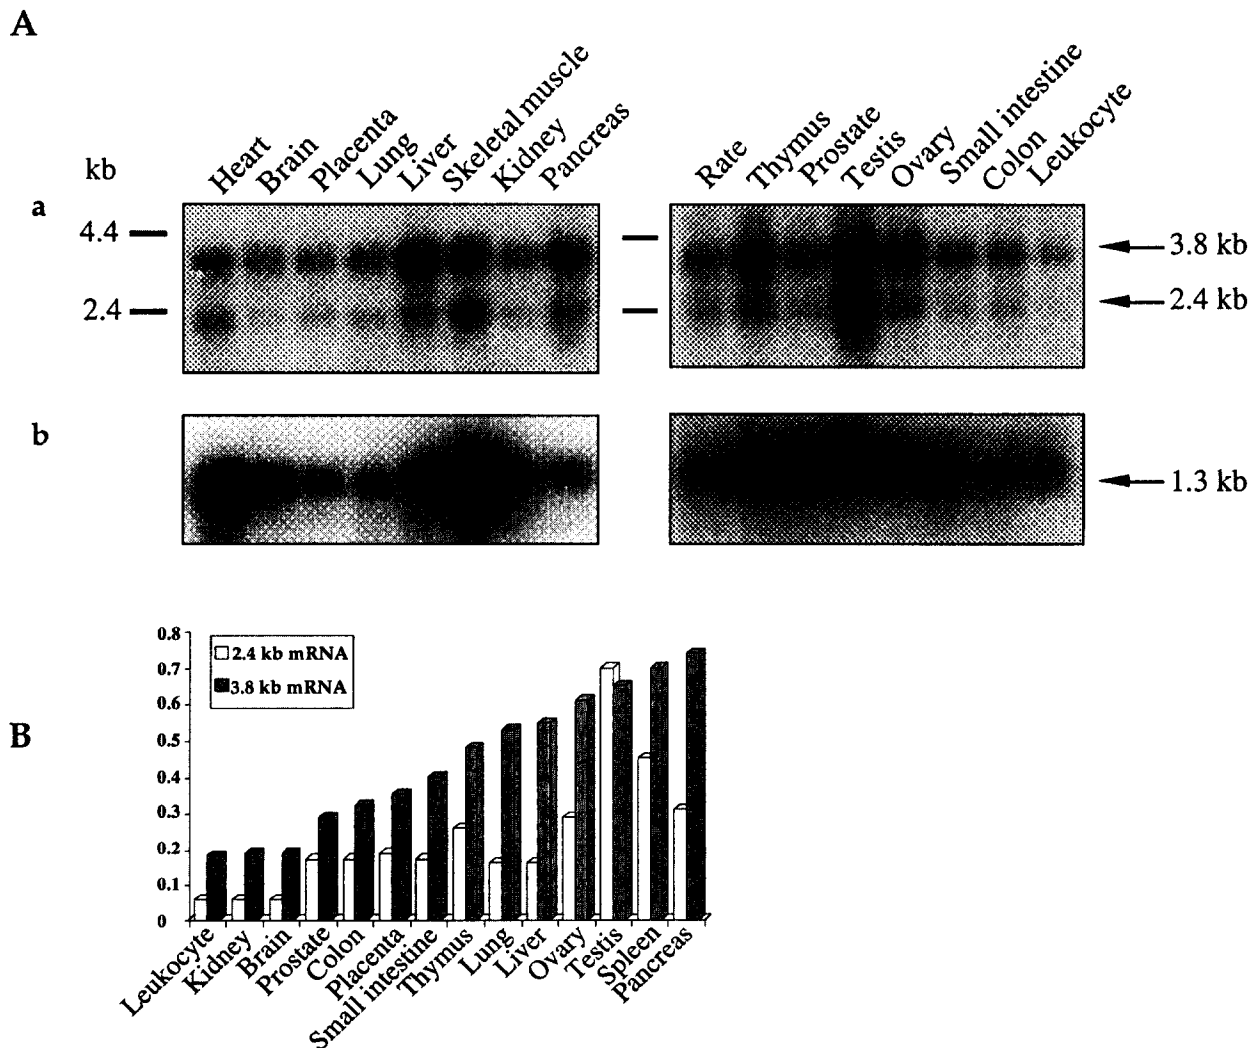 A
kb
Heart
Brain
Placenta
Lung
Liver
Skeletal muscle
Kidney
Pancreas
Rate
Thymus
Prostate
Testis
Ovary
Small intestine
Colon
Leukocyte
a
4.4
2.4
3.8 kb
2.4 kb
b
1.3 kb
B
0.8
0.7
0.6
0.5
0.4
0.3
0.2
0.1
0
2.4 kb mRNA
3.8 kb mRNA
Leukocyte
Kidney
Brain
Prostate
Colon
Placenta
Small intestine
Thymus
Lung
Liver
Ovary
Testis
Spleen
Pancreas